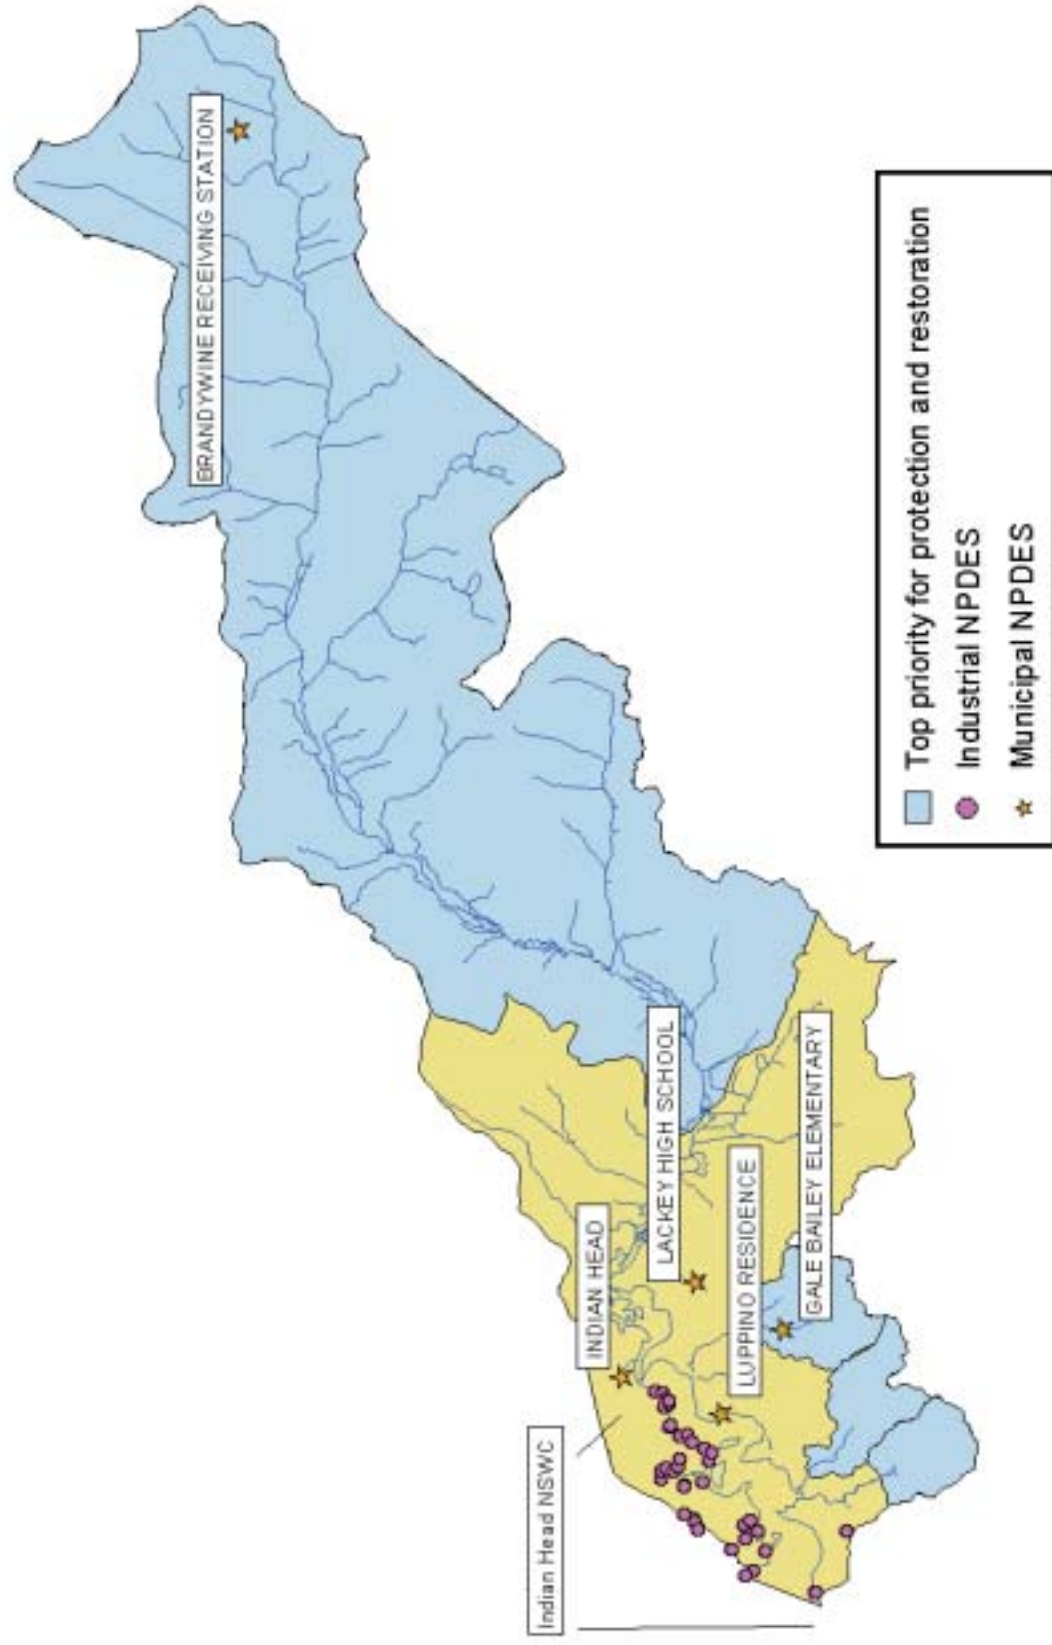 BRANDYWINE RECEIVING STATION
LACKEY HIGH SCHOOL
INDIAN HEAD
LUPPINO RESIDENCE
GALE BAILEY ELEMENTARY
Indian Head NSWC
Top priority for protection and restoration
Industrial NPDES
Municipal NPDES